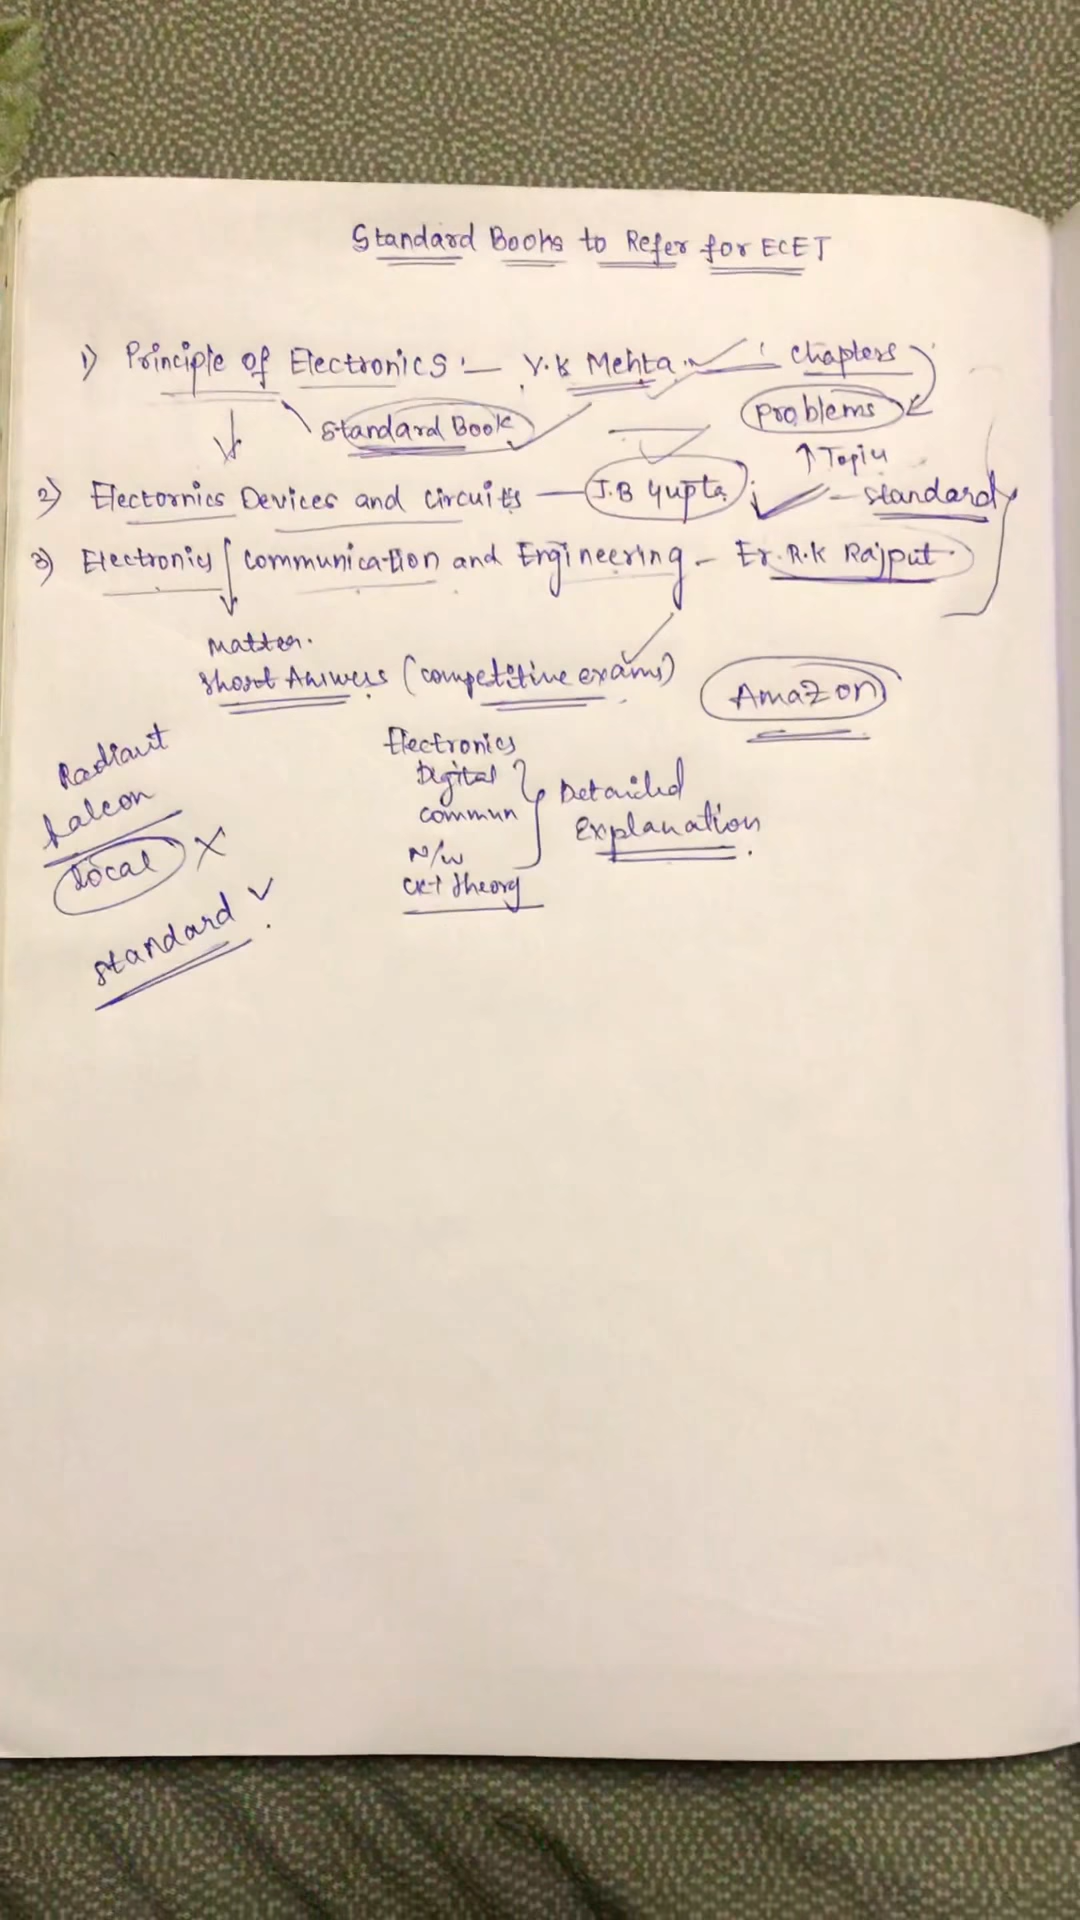 Standard Books to Refer for ECET
1) Principle of Electronics :- V.K Mehta. : chapters
problems
Standard Book
↑ Topic
2) Electornics Devices and circuits — J.B Gupta. — standard
3) Electronics communication and Engineering - Er. R.K Rajput.
Matter.
Short Answers (competitive exams)
Amazon
Radiant
falcon
local X
standard ✓
Electronics
Digital
commun
N/W
CKT theory
Detailed
Explanation